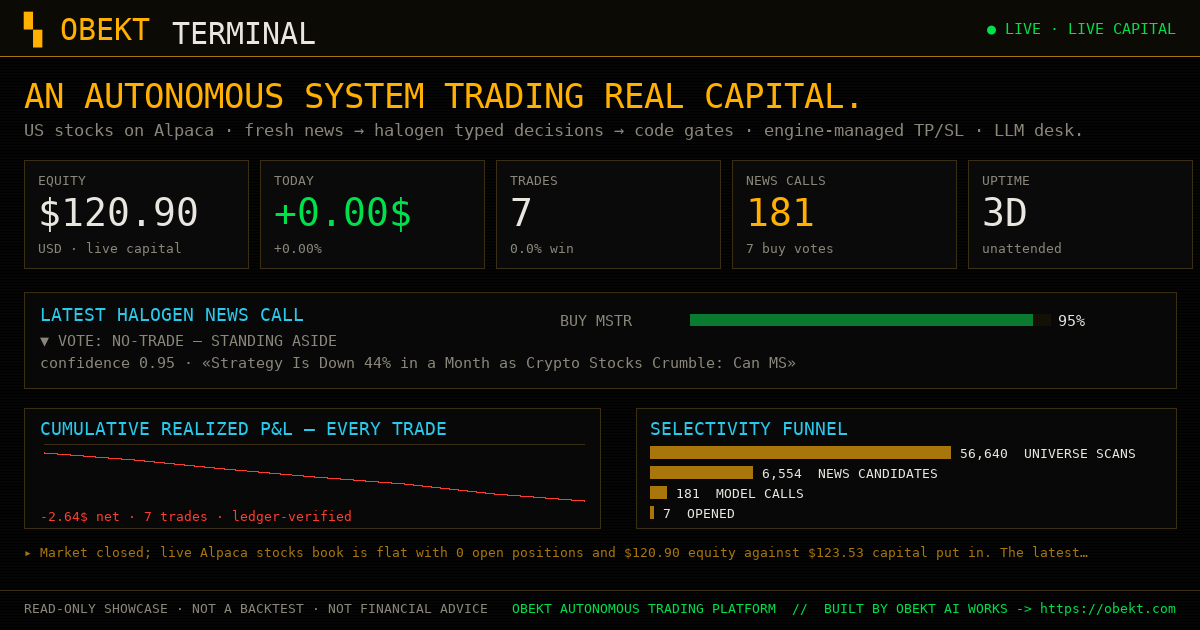 OBEKT TERMINAL
● LIVE · LIVE CAPITAL
AN AUTONOMOUS SYSTEM TRADING REAL CAPITAL.
US stocks on Alpaca · fresh news → halogen typed decisions → code gates · engine-managed TP/SL · LLM desk.
EQUITY
$120.90
USD · live capital
TODAY
+0.00$
+0.00%
TRADES
7
0.0% win
NEWS CALLS
181
7 buy votes
UPTIME
3D
unattended
LATEST HALOGEN NEWS CALL
▼ VOTE: NO-TRADE — STANDING ASIDE
confidence 0.95 · «Strategy Is Down 44% in a Month as Crypto Stocks Crumble: Can MS»
BUY MSTR
95%
CUMULATIVE REALIZED P&L — EVERY TRADE
-2.64$ net · 7 trades · ledger-verified
SELECTIVITY FUNNEL
56,640 UNIVERSE SCANS
6,554 NEWS CANDIDATES
181 MODEL CALLS
7 OPENED
▸ Market closed; live Alpaca stocks book is flat with 0 open positions and $120.90 equity against $123.53 capital put in. The latest…
READ-ONLY SHOWCASE · NOT A BACKTEST · NOT FINANCIAL ADVICE
OBEKT AUTONOMOUS TRADING PLATFORM // BUILT BY OBEKT AI WORKS -> https://obekt.com